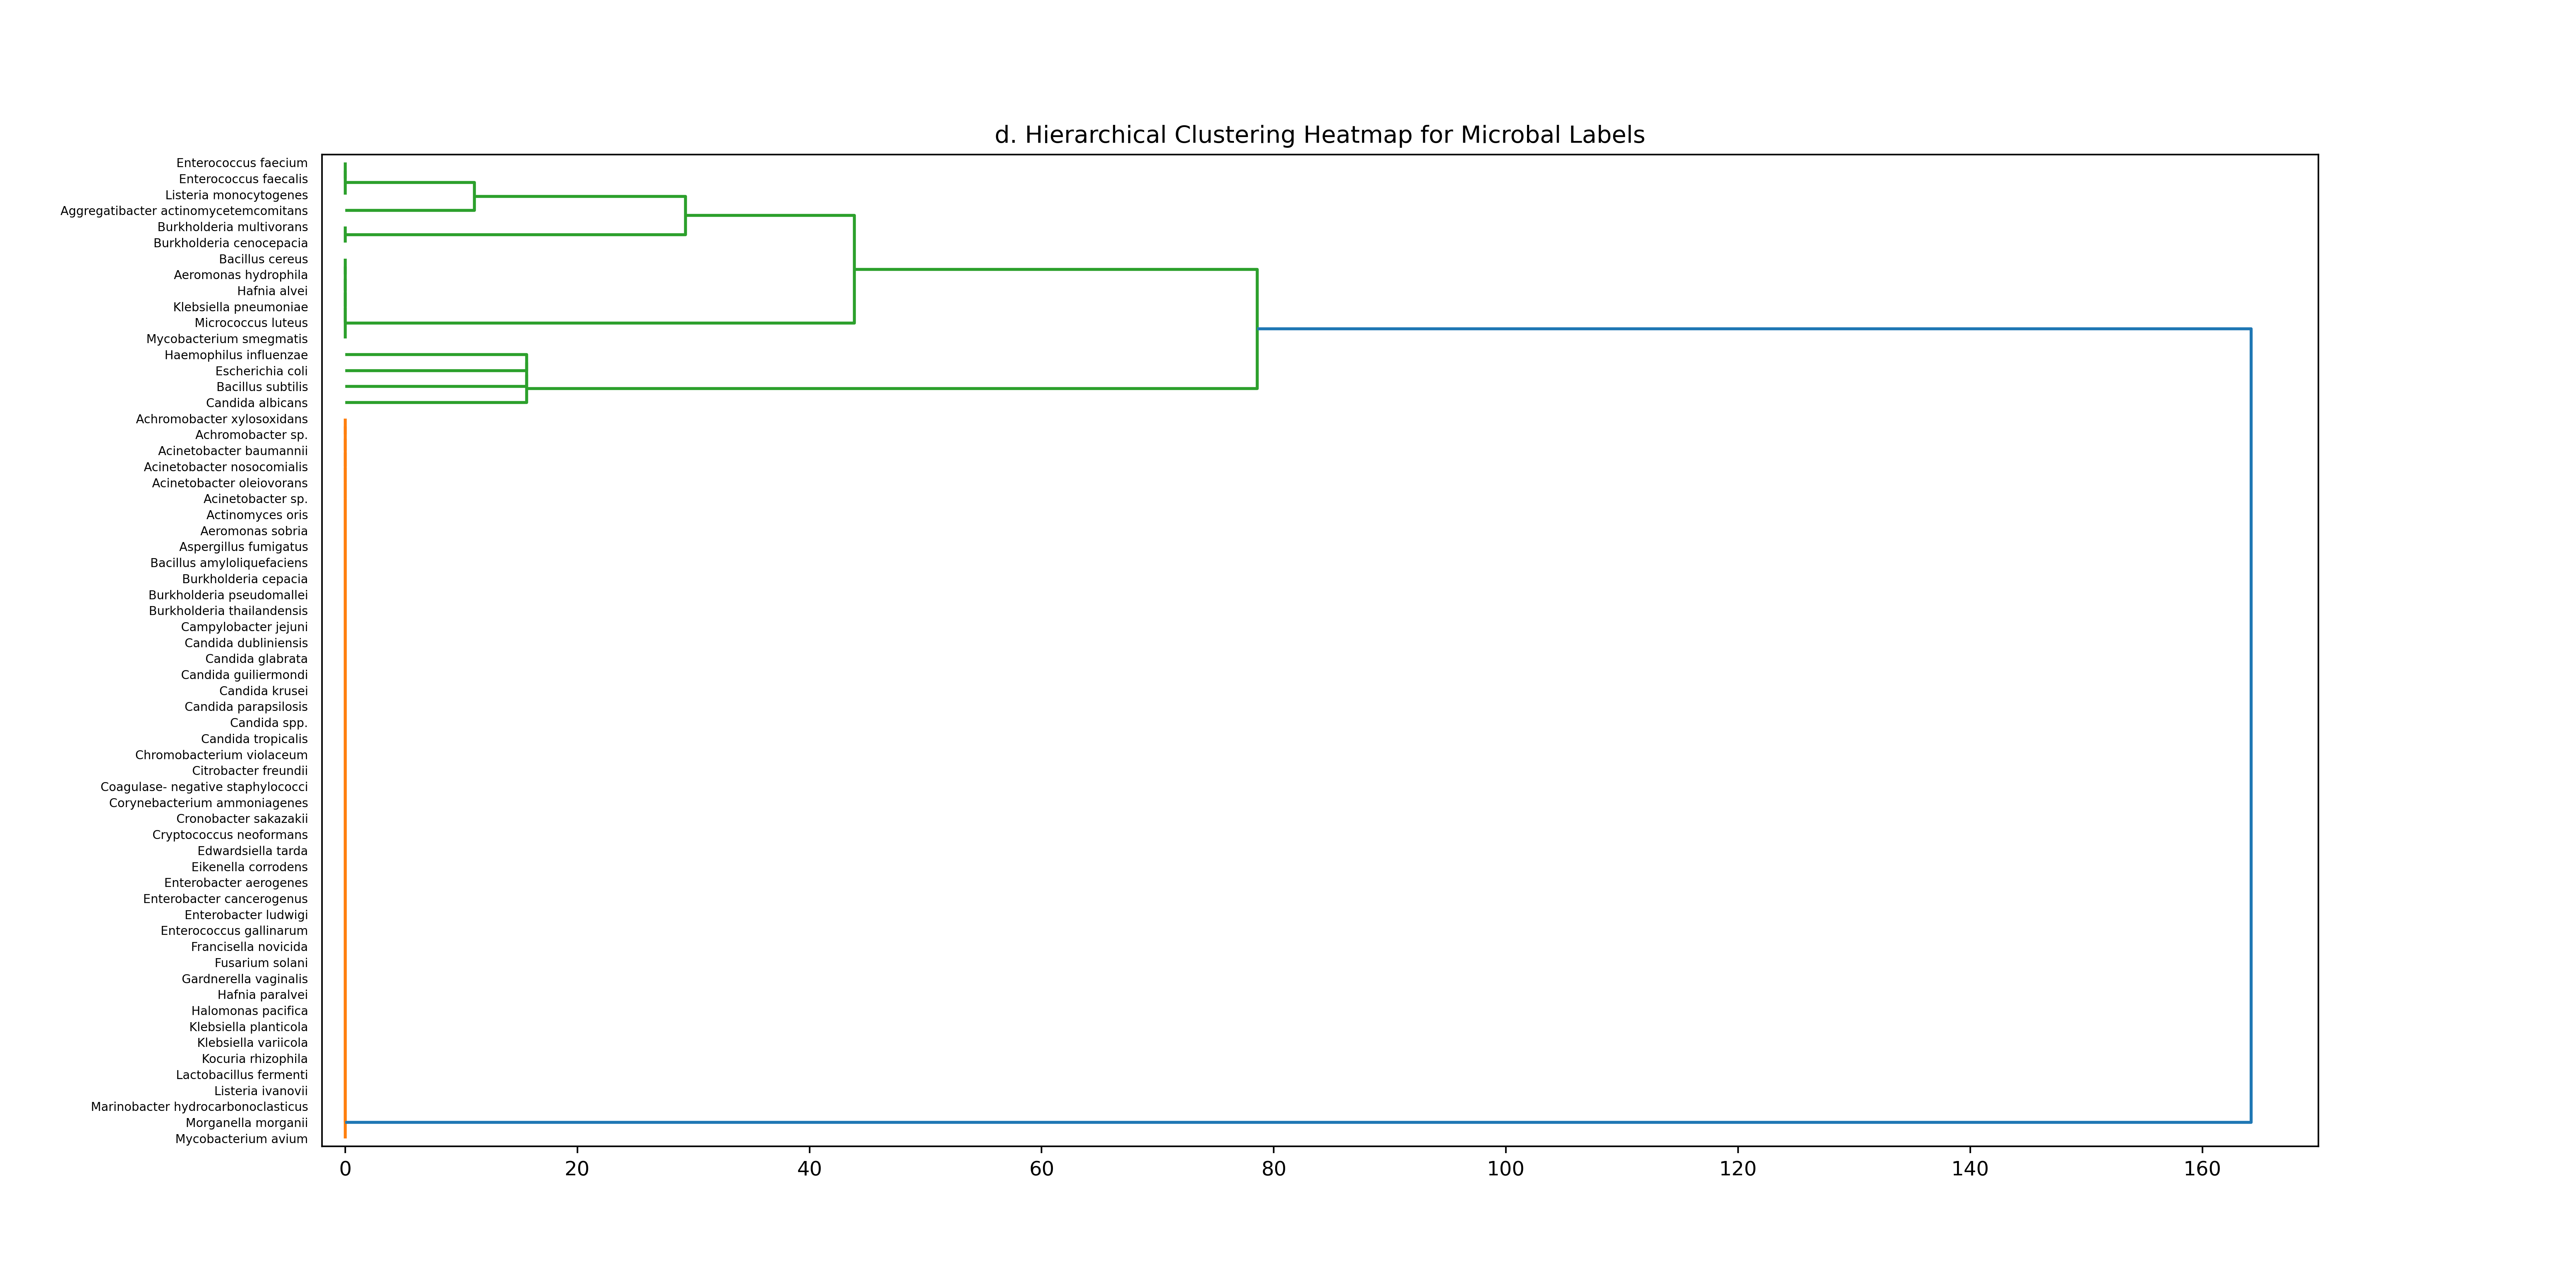 d. Hierarchical Clustering Heatmap for Microbal Labels
Enterococcus faecium
Enterococcus faecalis
Listeria monocytogenes
Aggregatibacter actinomycetemcomitans
Burkholderia multivorans
Burkholderia cenocepacia
Bacillus cereus
Aeromonas hydrophila
Hafnia alvei
Klebsiella pneumoniae
Micrococcus luteus
Mycobacterium smegmatis
Haemophilus influenzae
Escherichia coli
Bacillus subtilis
Candida albicans
Achromobacter xylosoxidans
Achromobacter sp.
Acinetobacter baumannii
Acinetobacter nosocomialis
Acinetobacter oleiovorans
Acinetobacter sp.
Actinomyces oris
Aeromonas sobria
Aspergillus fumigatus
Bacillus amyloliquefaciens
Burkholderia cepacia
Burkholderia pseudomallei
Burkholderia thailandensis
Campylobacter jejuni
Candida dubliniensis
Candida glabrata
Candida guiliermondi
Candida krusei
Candida parapsilosis
Candida spp.
Candida tropicalis
Chromobacterium violaceum
Citrobacter freundii
Coagulase- negative staphylococci
Corynebacterium ammoniagenes
Cronobacter sakazakii
Cryptococcus neoformans
Edwardsiella tarda
Eikenella corrodens
Enterobacter aerogenes
Enterobacter cancerogenus
Enterobacter ludwigi
Enterococcus gallinarum
Francisella novicida
Fusarium solani
Gardnerella vaginalis
Hafnia paralvei
Halomonas pacifica
Klebsiella planticola
Klebsiella variicola
Kocuria rhizophila
Lactobacillus fermenti
Listeria ivanovii
Marinobacter hydrocarbonoclasticus
Morganella morganii
Mycobacterium avium
0 20 40 60 80 100 120 140 160